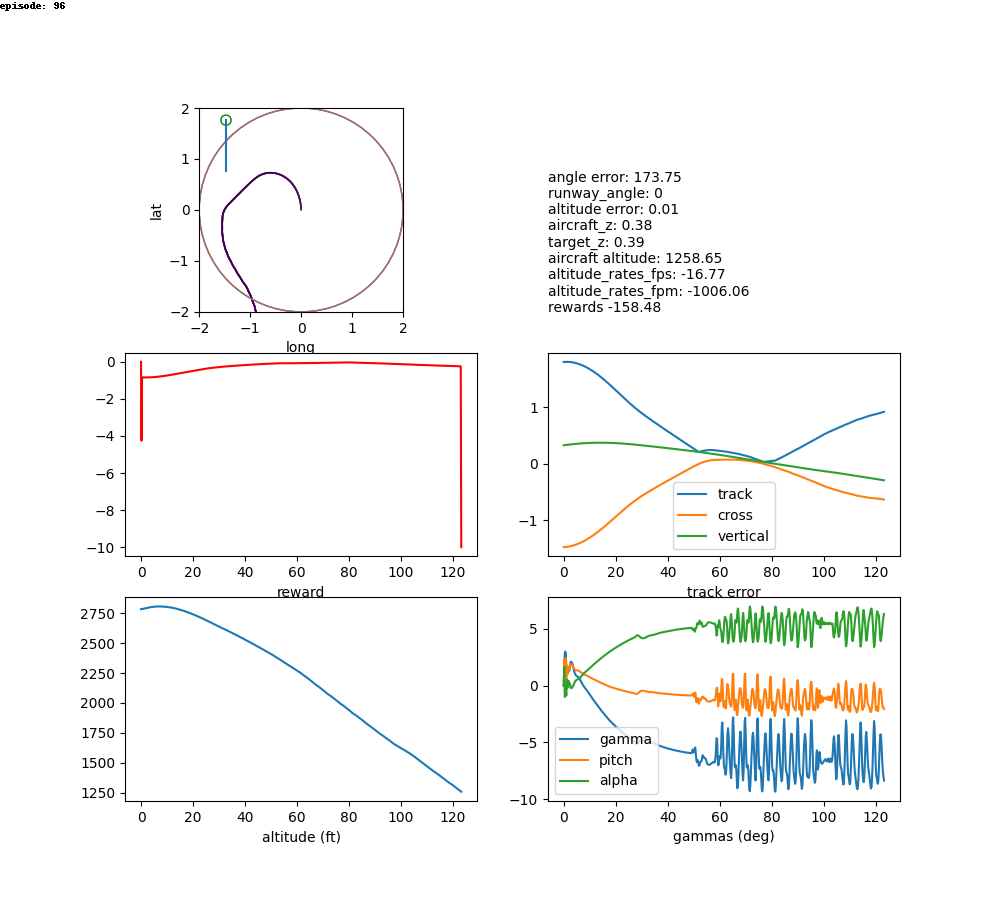 episode: 96
2
1
0
−1
−2
lat
−2 −1 0 1 2
long
angle error: 173.75
runway_angle: 0
altitude error: 0.01
aircraft_z: 0.38
target_z: 0.39
aircraft altitude: 1258.65
altitude_rates_fps: -16.77
altitude_rates_fpm: -1006.06
rewards -158.48
0
−2
−4
−6
−8
−10
0 20 40 60 80 100 120
reward
1
0
−1
track
cross
vertical
0 20 40 60 80 100 120
track error
2750
2500
2250
2000
1750
1500
1250
0 20 40 60 80 100 120
altitude (ft)
5
0
−5
−10
gamma
pitch
alpha
0 20 40 60 80 100 120
gammas (deg)